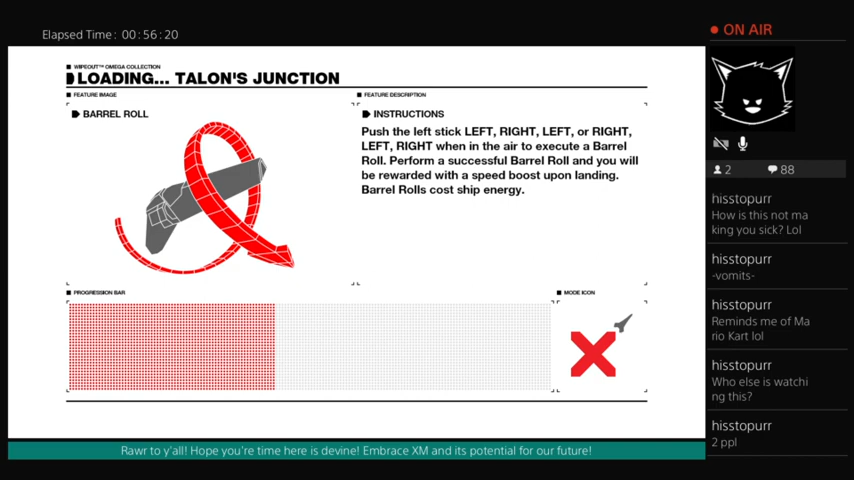 Elapsed Time: 00:56:20
ON AIR
WIPEOUT™ OMEGA COLLECTION
LOADING... TALON'S JUNCTION
FEATURE IMAGE
FEATURE DESCRIPTION
BARREL ROLL
INSTRUCTIONS
Push the left stick LEFT, RIGHT, LEFT, or RIGHT,
LEFT, RIGHT when in the air to execute a Barrel
Roll. Perform a successful Barrel Roll and you will
be rewarded with a speed boost upon landing.
Barrel Rolls cost ship energy.
PROGRESSION BAR
MODE ICON
2
88
hisstopurr
How is this not ma
king you sick? Lol
hisstopurr
-vomits-
hisstopurr
Reminds me of Ma
rio Kart lol
hisstopurr
Who else is watchi
ng this?
hisstopurr
2 ppl
Rawr to y'all! Hope you're time here is devine! Embrace XM and its potential for our future!